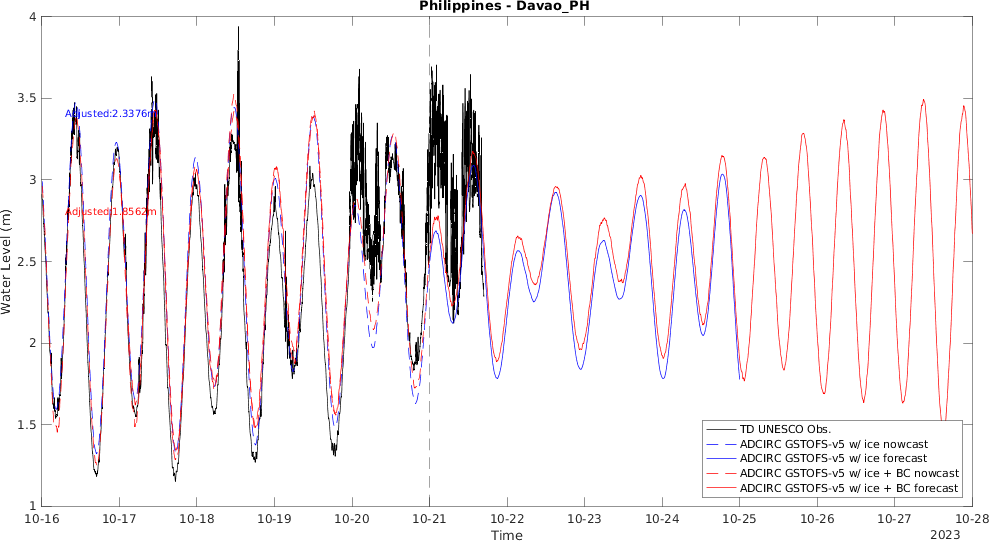 Philippines - Davao_PH
Water Level (m)
4
3.5
3
2.5
2
1.5
1
Adjusted:2.3376m
Adjusted:1.8562m
TD UNESCO Obs.
ADCIRC GSTOFS-v5 w/ ice nowcast
ADCIRC GSTOFS-v5 w/ ice forecast
ADCIRC GSTOFS-v5 w/ ice + BC nowcast
ADCIRC GSTOFS-v5 w/ ice + BC forecast
10-16 10-17 10-18 10-19 10-20 10-21 10-22 10-23 10-24 10-25 10-26 10-27 10-28
Time
2023